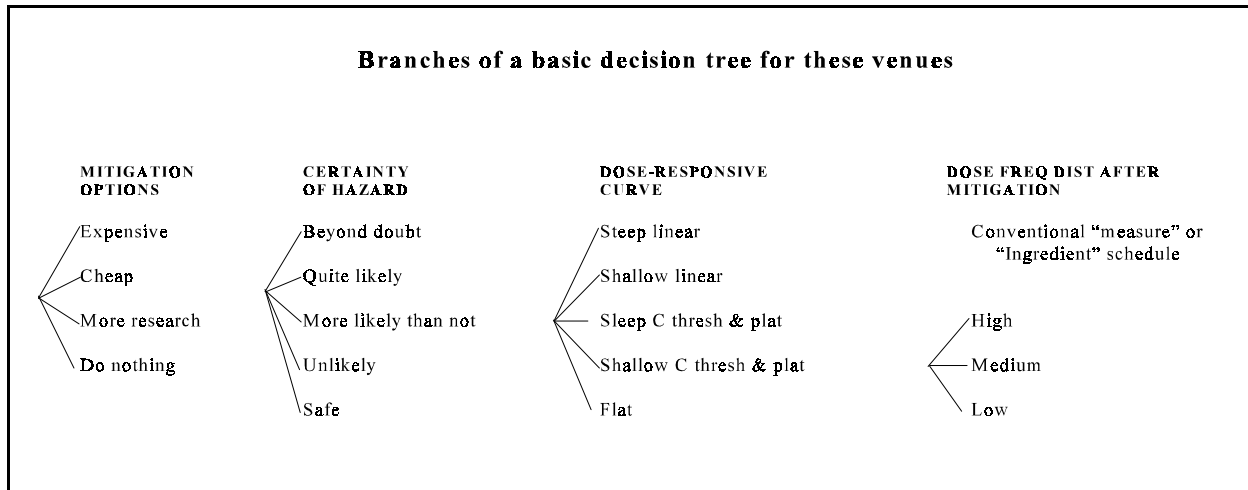 Branches of a basic decision tree for these venues
MITIGATION
OPTIONS
Expensive
Cheap
More research
Do nothing
CERTAINTY
OF HAZARD
Beyond doubt
Quite likely
More likely than not
Unlikely
Safe
DOSE-RESPONSIVE
CURVE
Steep linear
Shallow linear
Sleep C thresh & plat
Shallow C thresh & plat
Flat
DOSE FREQ DIST AFTER
MITIGATION
Conventional “measure” or
“Ingredient” schedule
High
Medium
Low